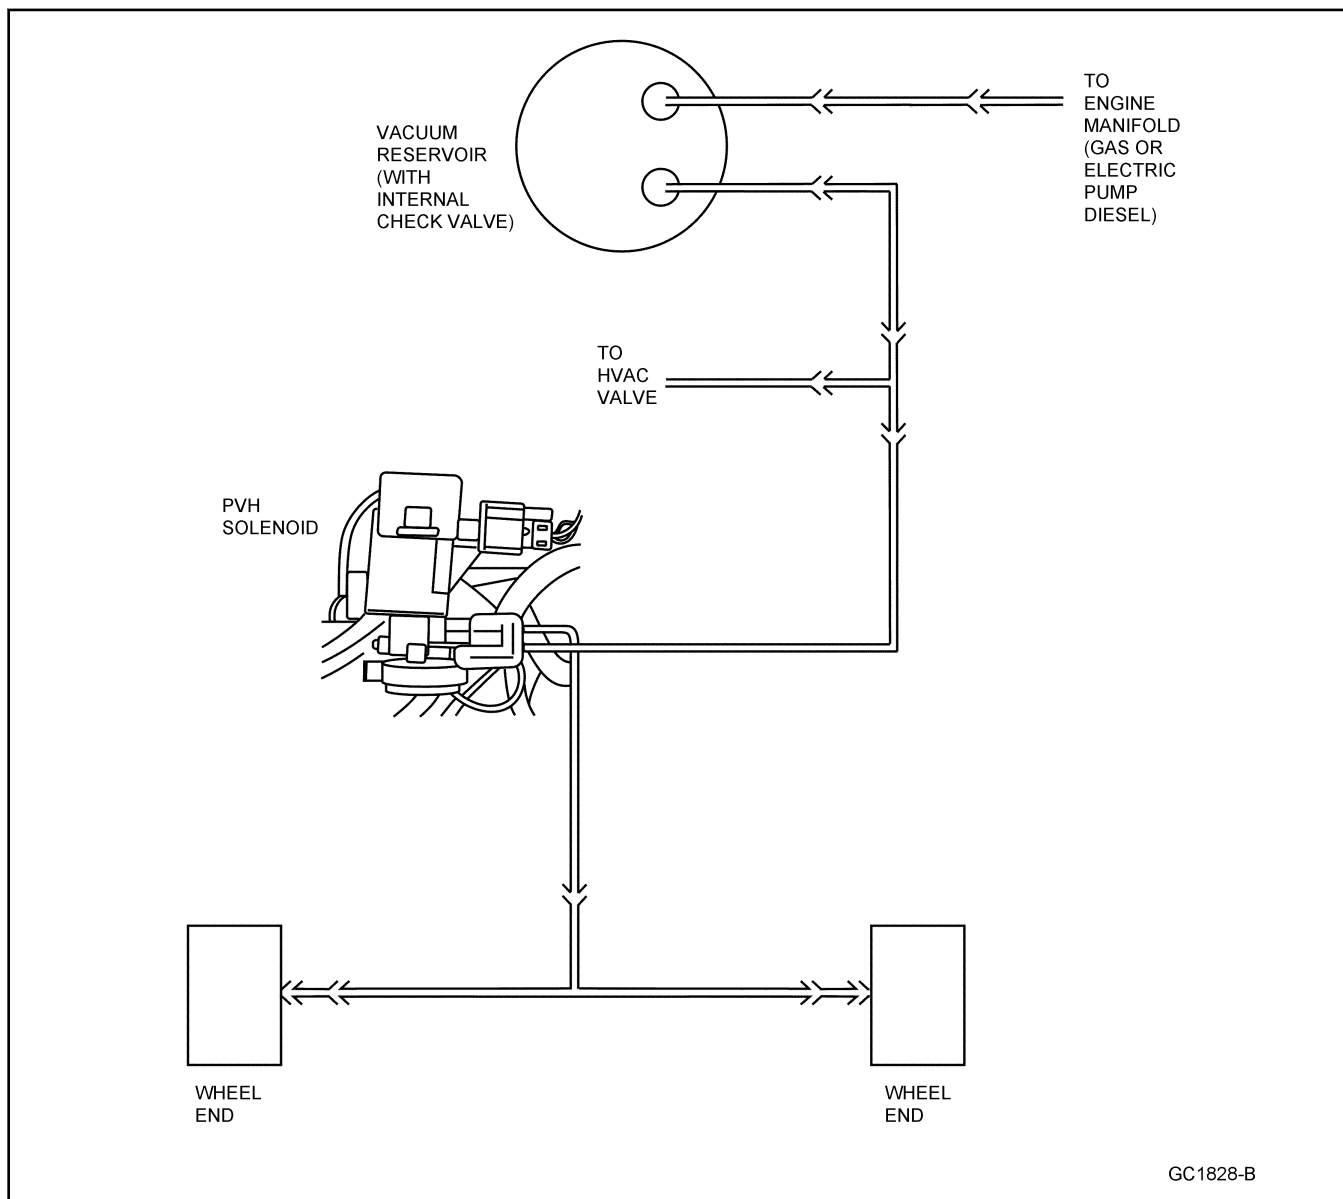 VACUUM
RESERVOIR
(WITH
INTERNAL
CHECK VALVE)
TO
ENGINE
MANIFOLD
(GAS OR
ELECTRIC
PUMP
DIESEL)
TO
HVAC
VALVE
PVH
SOLENOID
WHEEL
END
WHEEL
END
GC1828-B